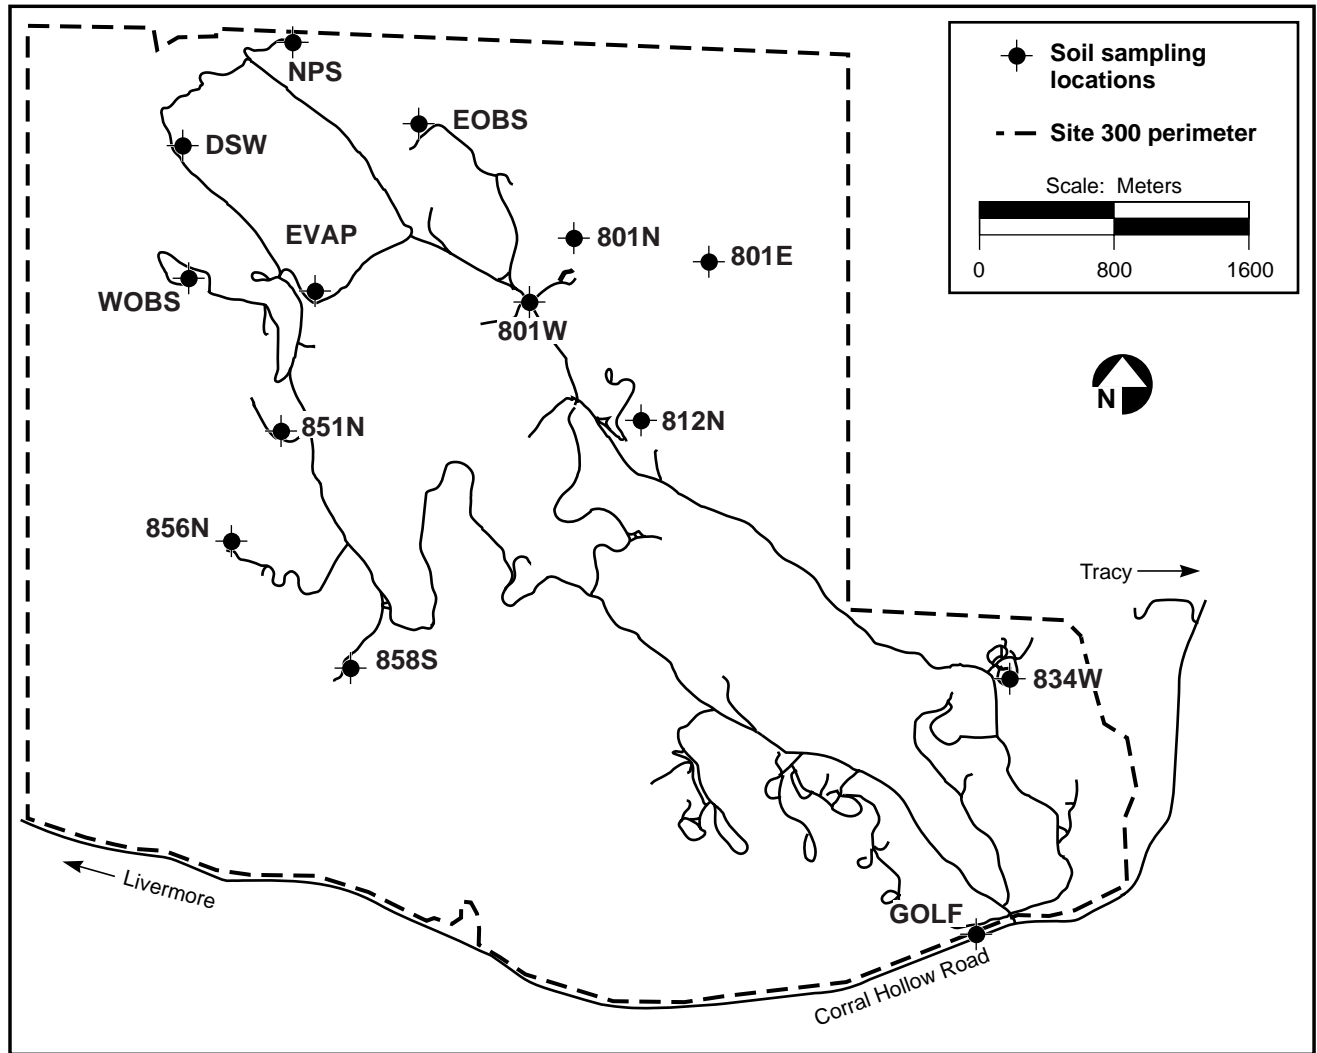 NPS
EOBS
DSW
EVAP
801N
801E
WOBS
801W
851N
812N
856N
858S
834W
GOLF
Livermore
Corral Hollow Road
Tracy
Soil sampling
locations
Site 300 perimeter
Scale: Meters
0 800 1600
N